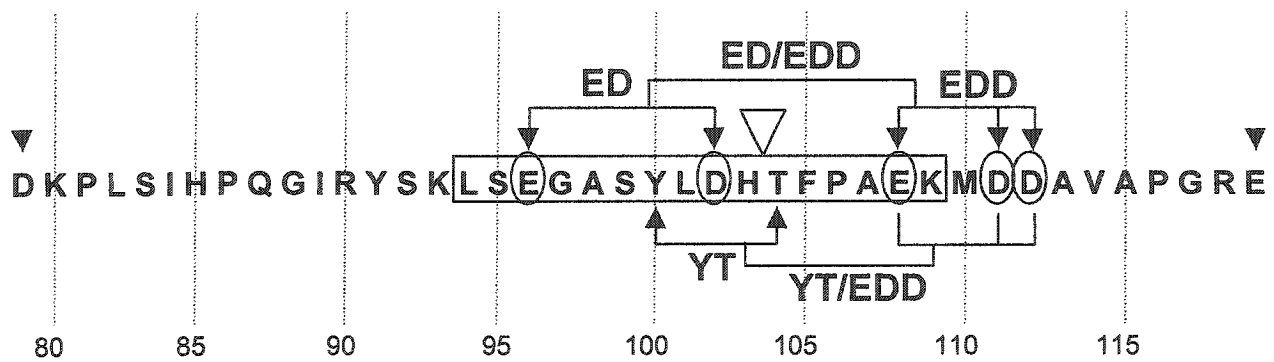 ED/EDD
ED EDD
D K P L S I H P Q G I R Y S K L S E G A S Y L D H T F P A E K M D D A V A P G R E
YT
YT/EDD
80 85 90 95 100 105 110 115